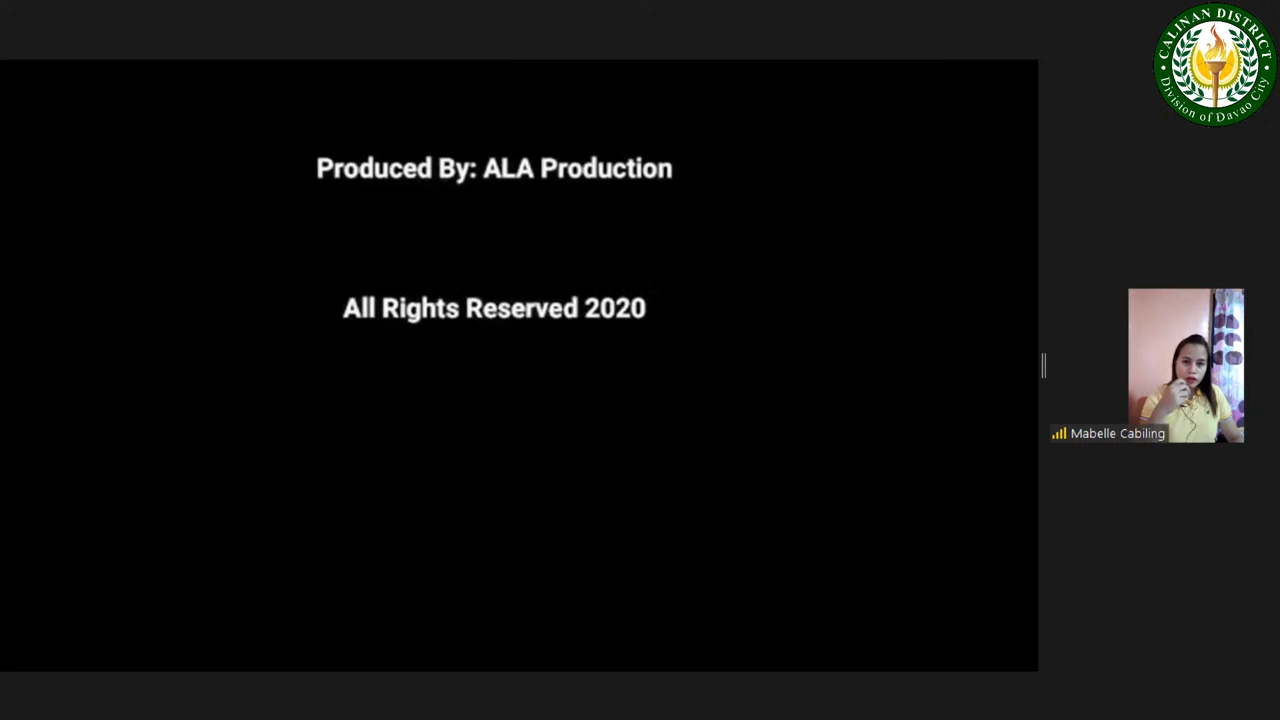 CALINAN DISTRICT
Division of Davao City
Produced By: ALA Production
All Rights Reserved 2020
Mabelle Cabiling